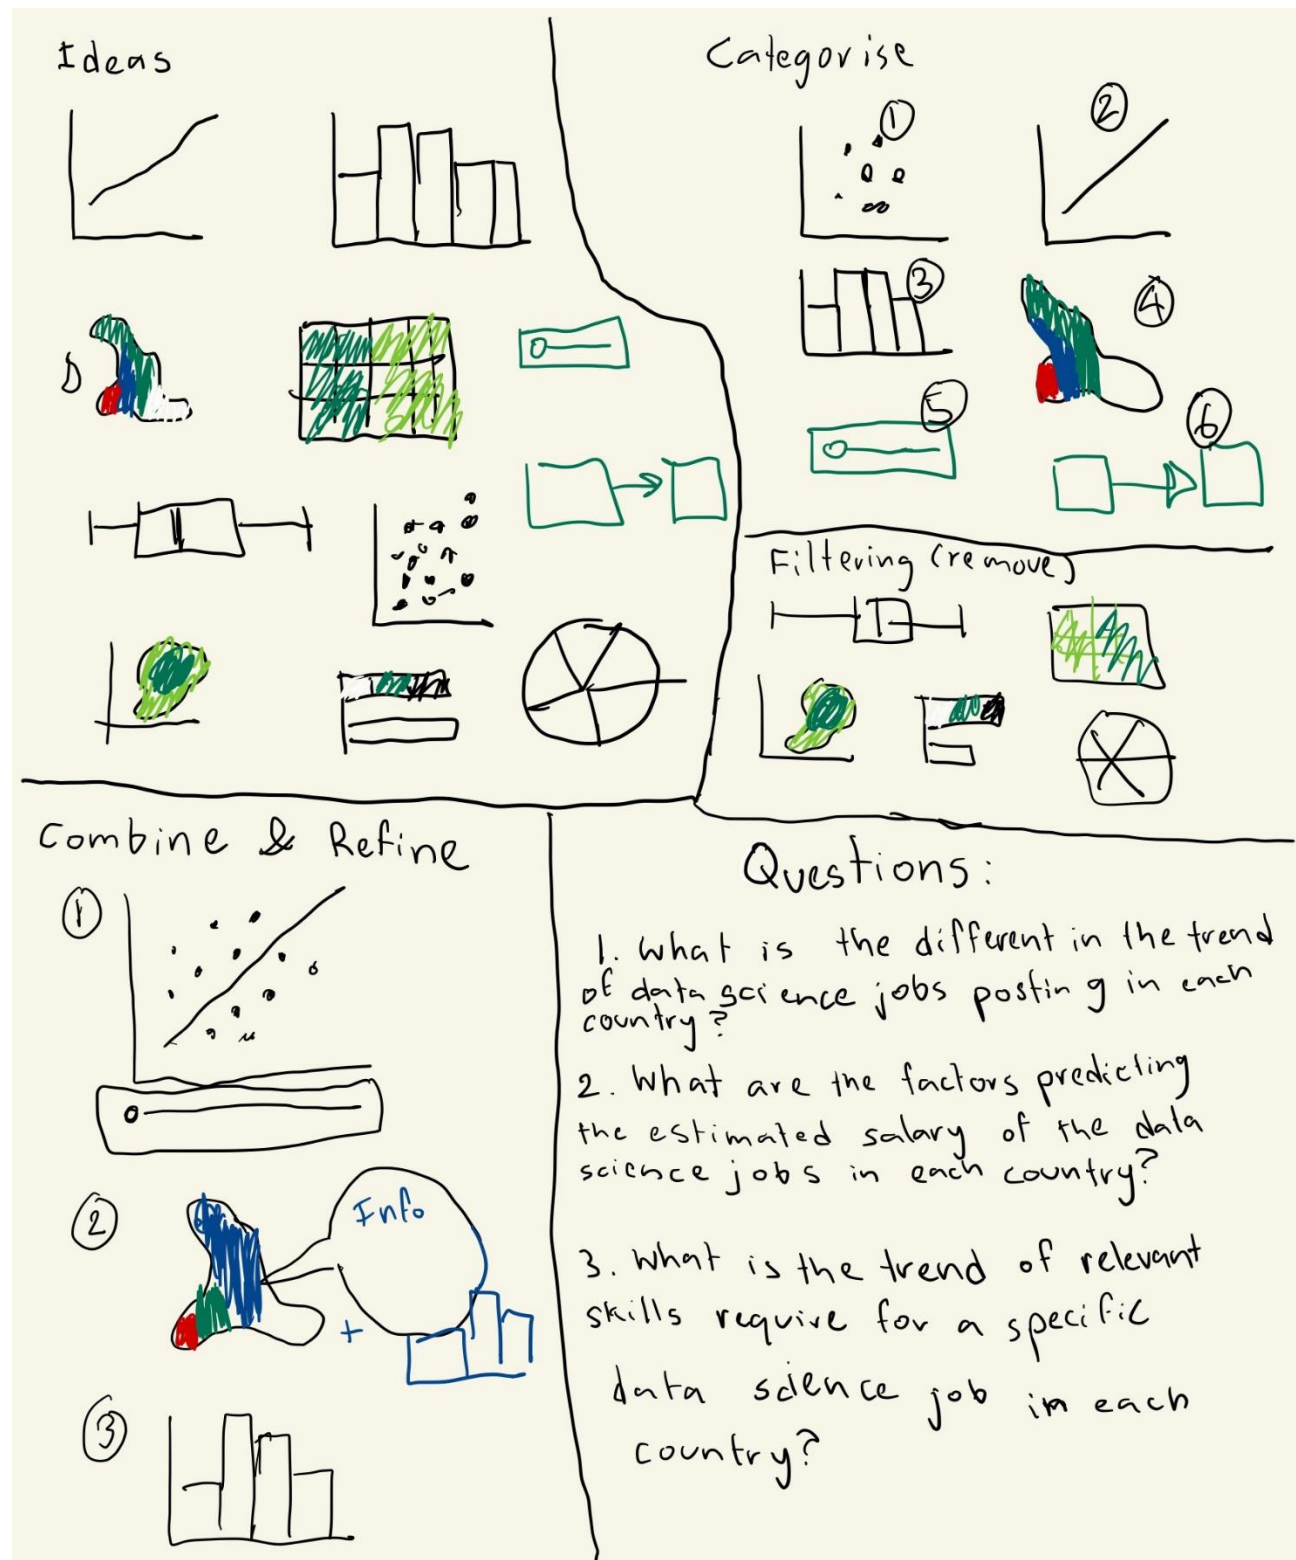 Ideas
Categorise
1
2
3
4
5
6
Filtering (remove)
Combine & Refine
1
2
Info
+
3
Questions:
1. What is the different in the trend
of data science jobs posting in each
country?
2. What are the factors predicting
the estimated salary of the data
science jobs in each country?
3. What is the trend of relevant
skills require for a specific
data science job in each
country?